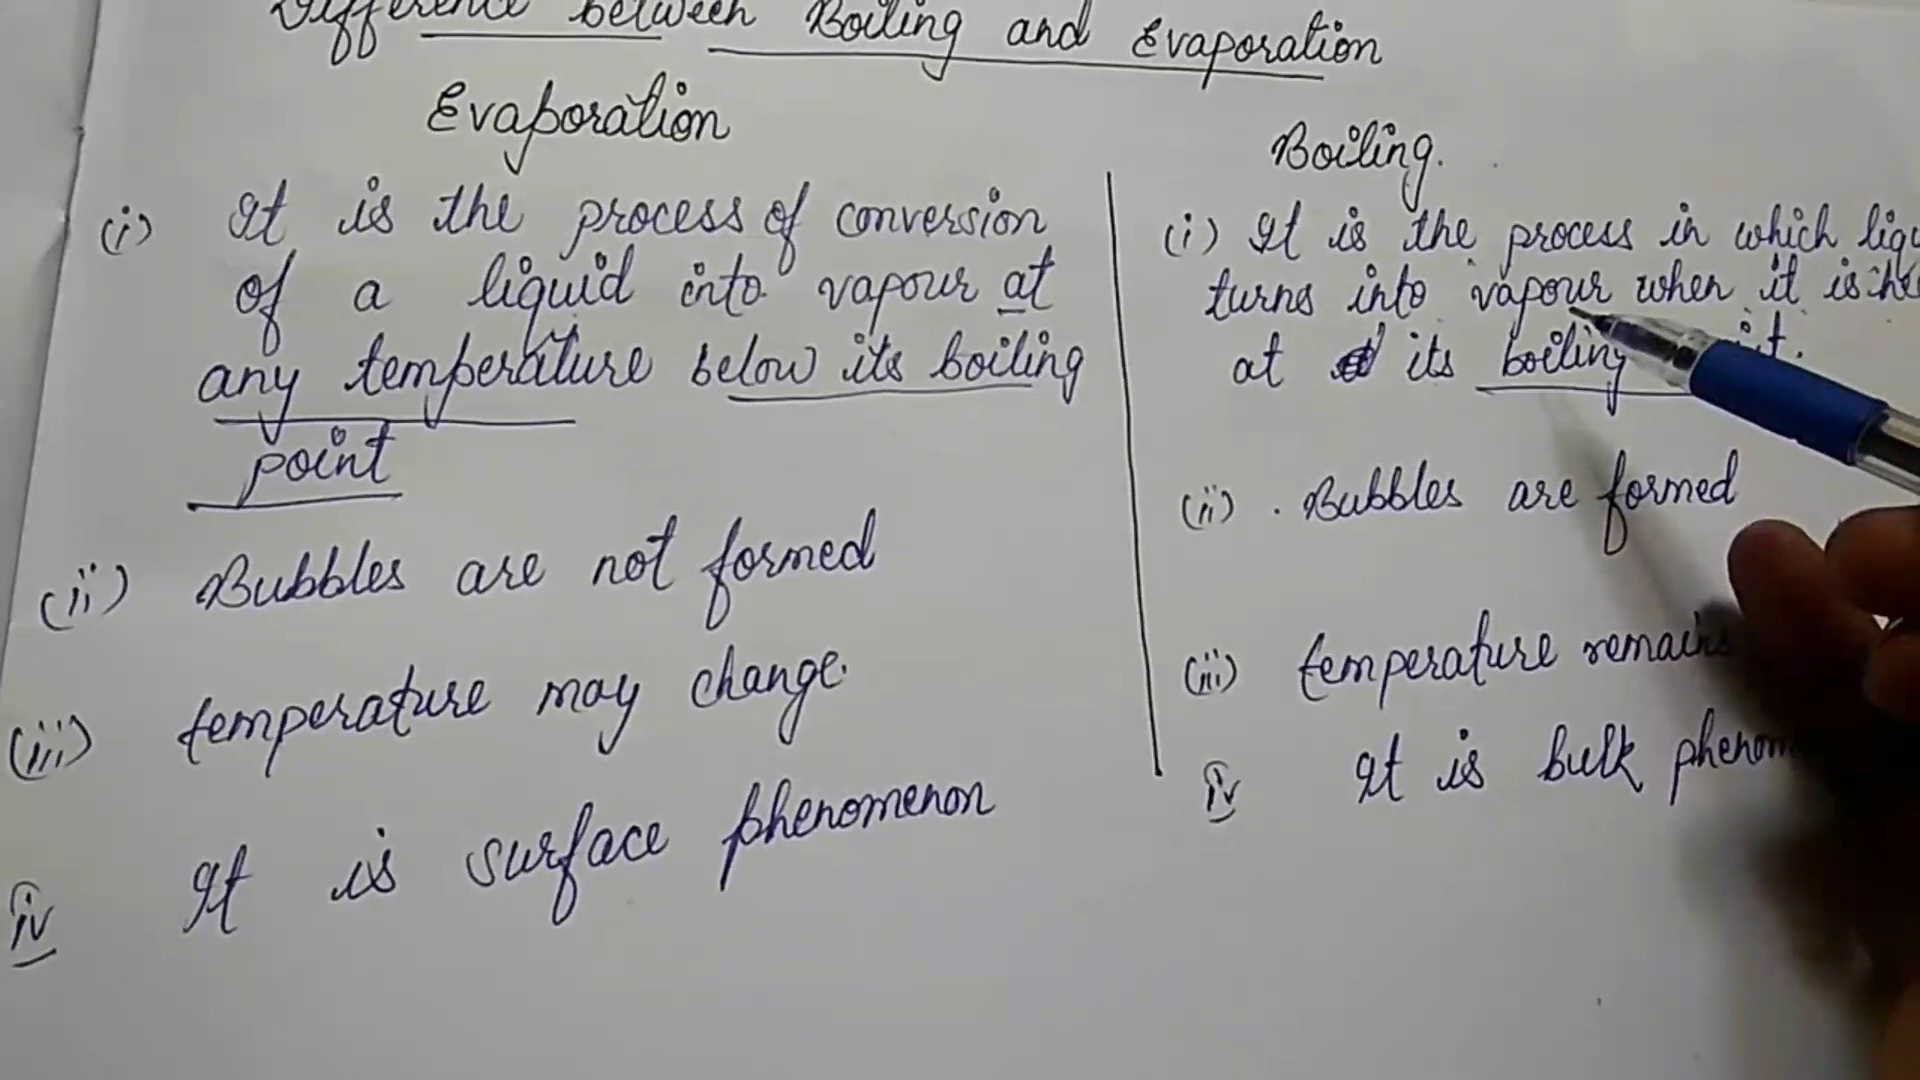 Difference between Boiling and Evaporation
Evaporation
(i) It is the process of conversion
of a liquid into vapour at
any temperature below its boiling
point
(ii) Bubbles are not formed
(iii) temperature may change.
iv It is surface phenomenon
Boiling.
(i) It is the process in which
turns into vapour when it is
at its boiling
(ii) . Bubbles are formed
(iii) temperature remains
iv It is bulk